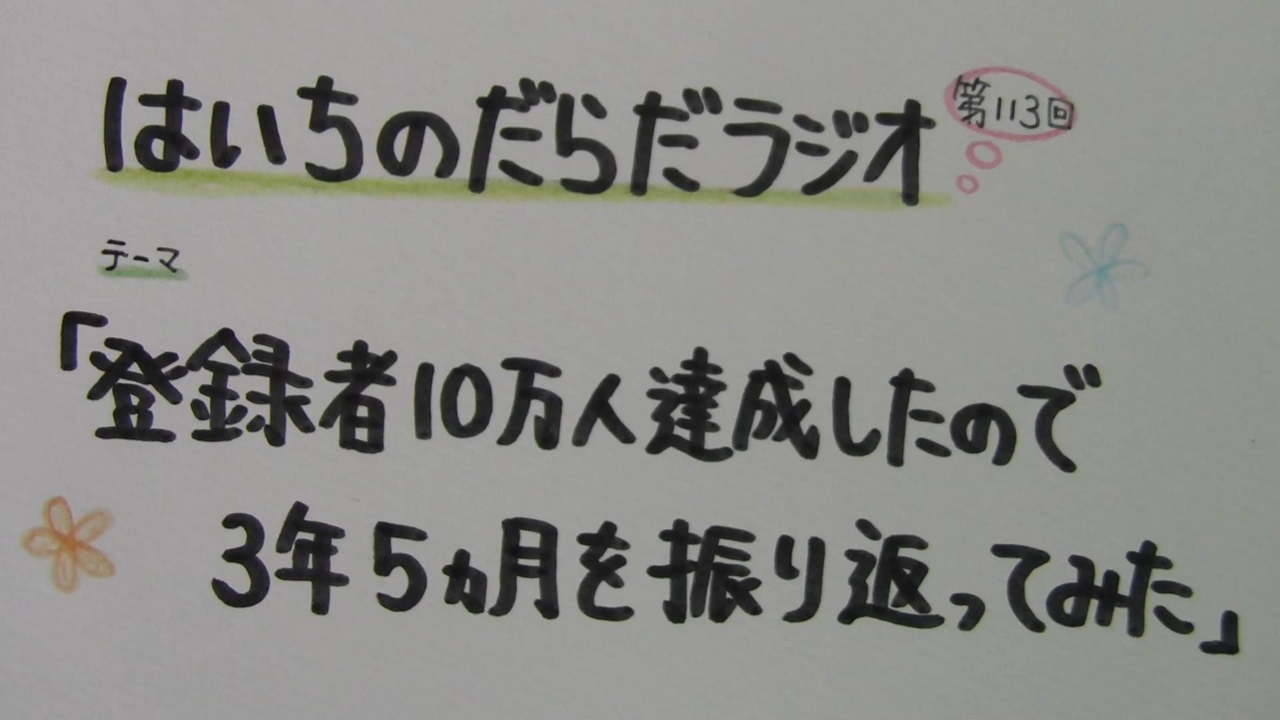 はいちのだらだラジオ 第113回
テーマ
「登録者10万人達成したので
3年5ヵ月を振り返ってみた」